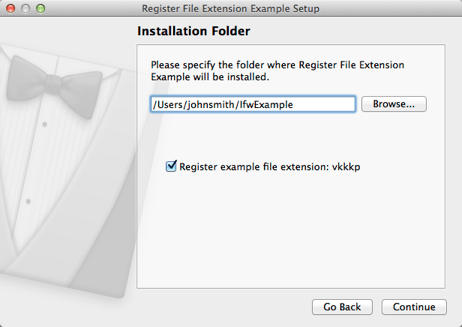 Register File Extension Example Setup
Installation Folder
Please specify the folder where Register File Extension
Example will be installed.
/Users/johnsmith/IfwExample
Browse...
Register example file extension: vkkkp
Go Back
Continue